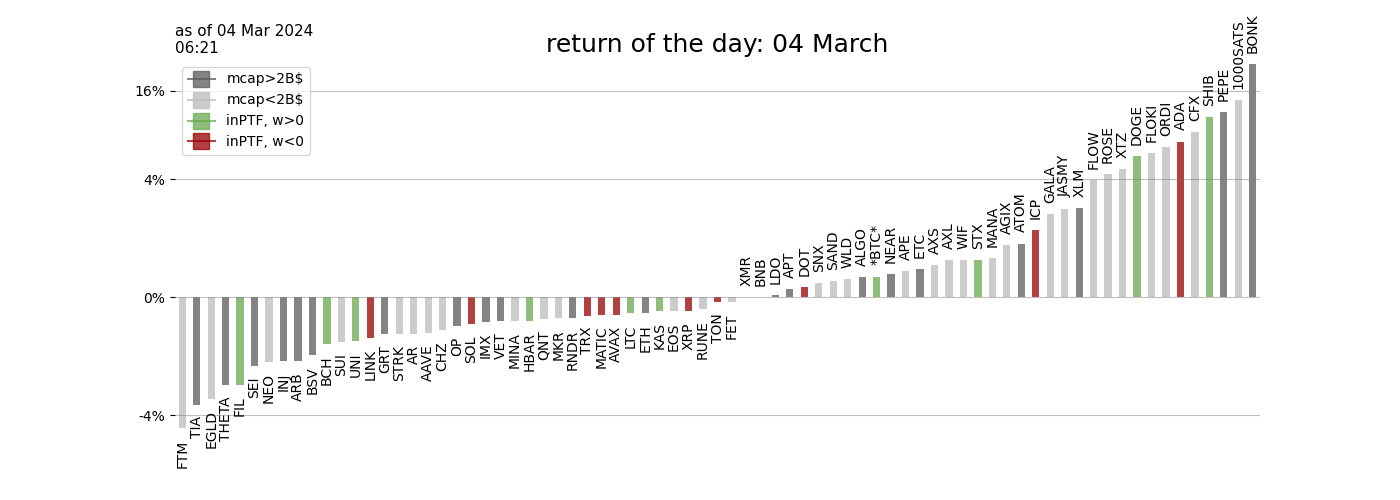 as of 04 Mar 2024
06:21
return of the day: 04 March
mcap>2B$
mcap<2B$
inPTF, w>0
inPTF, w<0
16%
4%
0%
-4%
FTM
TIA
EGLD
THETA
FIL
SEI
NEO
INJ
ARB
BSV
BCH
SUI
UNI
LINK
GRT
STRK
AR
AAVE
CHZ
OP
SOL
IMX
VET
MINA
HBAR
QNT
MKR
RNDR
TRX
MATIC
AVAX
LTC
ETH
KAS
EOS
XRP
RUNE
TON
FET
XMR
BNB
LDO
APT
DOT
SNX
SAND
WLD
ALGO
*BTC*
NEAR
APE
ETC
AXS
AXL
WIF
STX
MANA
AGIX
ATOM
ICP
GALA
JASMY
XLM
FLOW
ROSE
XTZ
DOGE
FLOKI
ORDI
ADA
CFX
SHIB
PEPE
1000SATS
BONK